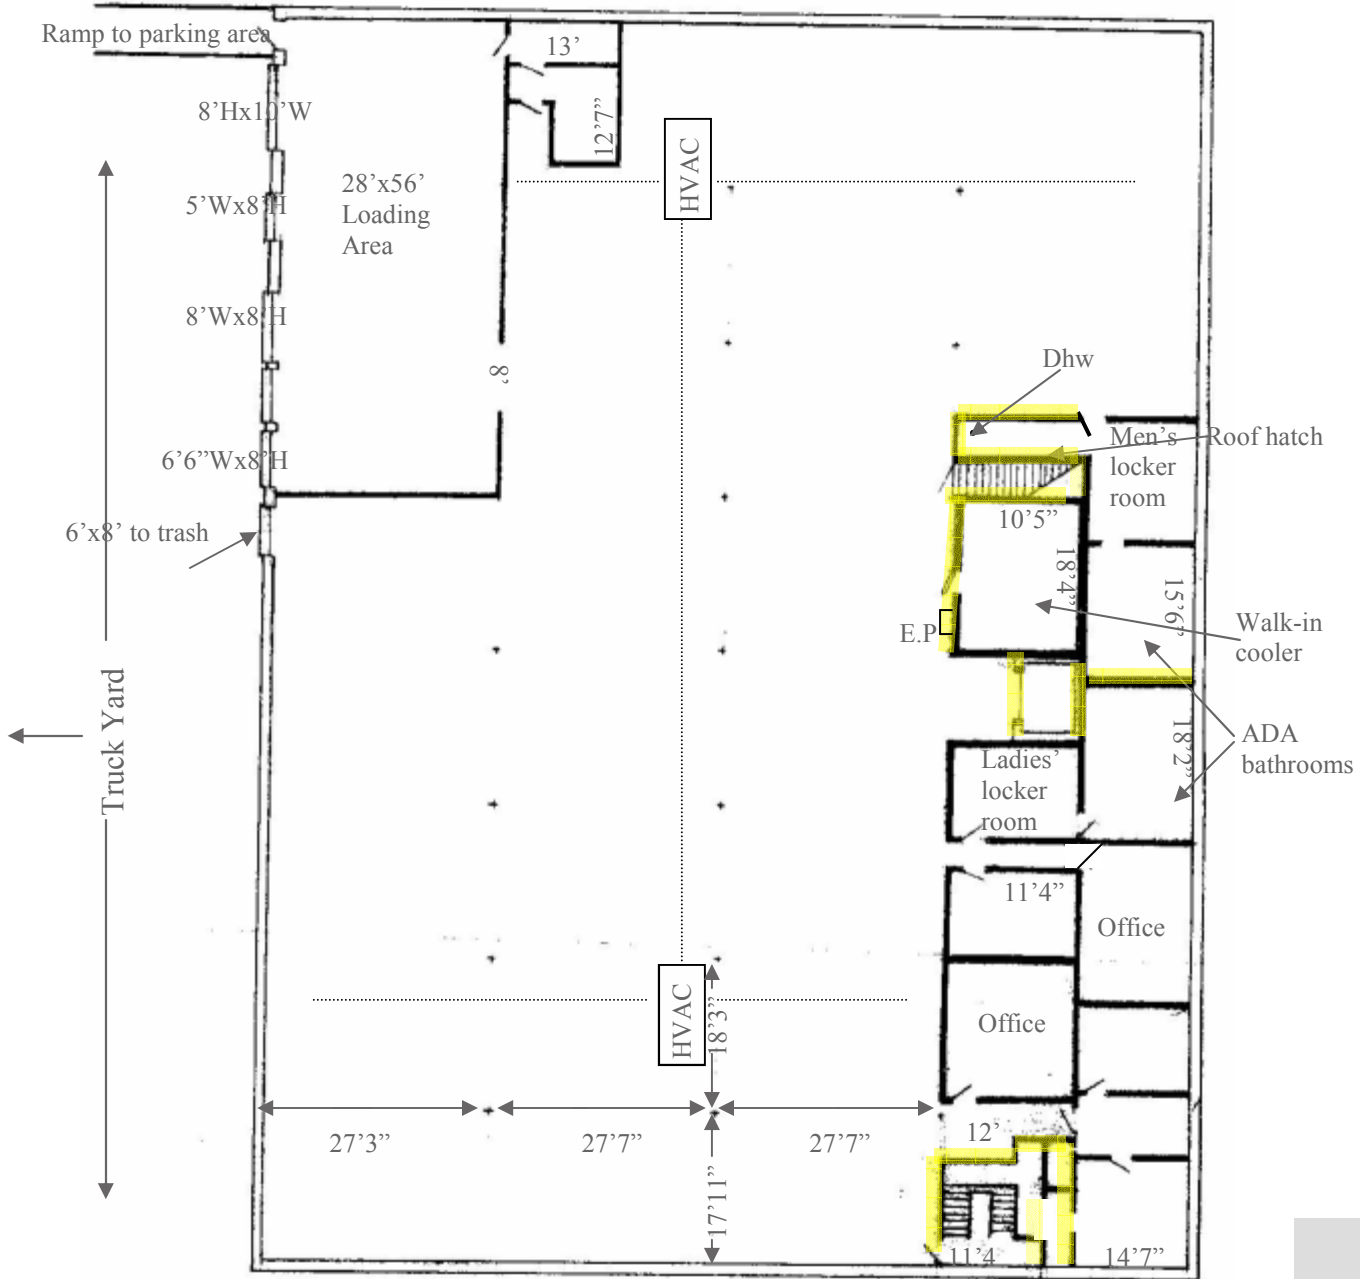 Ramp to parking area
13'
8'Hx10'W
12'7"
HVAC
28'x56'
Loading
Area
5'Wx8'H
8'Wx8'H
8'
Dhw
Men's
locker
room
Roof hatch
6'6"Wx8'H
10'5"
6'x8' to trash
18'4"
15'6"
E.P
Walk-in
cooler
Truck Yard
18'2"
ADA
bathrooms
Ladies'
locker
room
11'4"
Office
HVAC
18'3"
Office
27'3"
27'7"
27'7"
12'
17'11"
11'4
14'7"